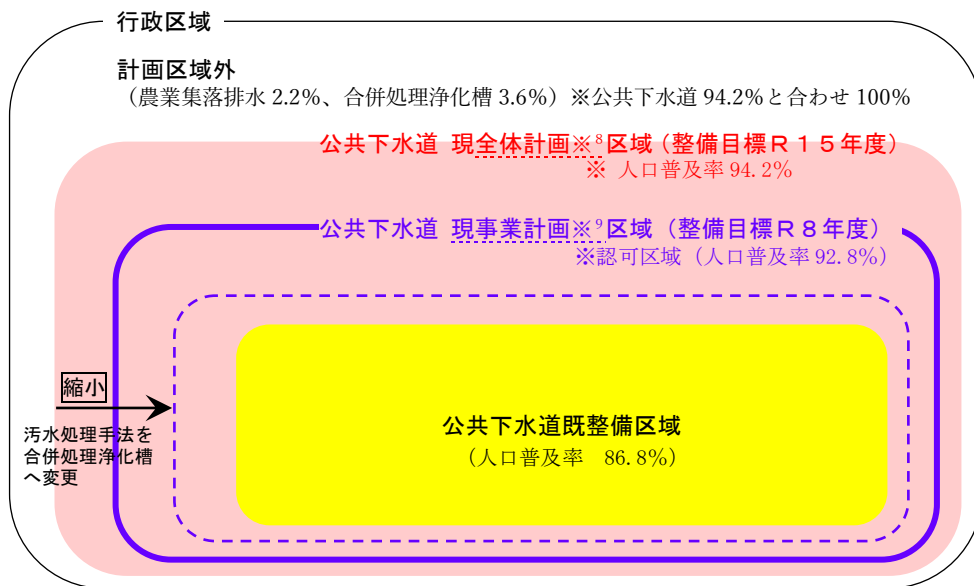 行政区域
計画区域外
（農業集落排水 2.2%、合併処理浄化槽 3.6%）※公共下水道 94.2%と合わせ 100%
公共下水道 現全体計画※⁸区域（整備目標Ｒ１５年度）
※ 人口普及率 94.2%
公共下水道 現事業計画※⁹区域（整備目標Ｒ８年度）
※認可区域（人口普及率 92.8%）
縮小
汚水処理手法を
合併処理浄化槽
へ変更
公共下水道既整備区域
（人口普及率　86.8%）